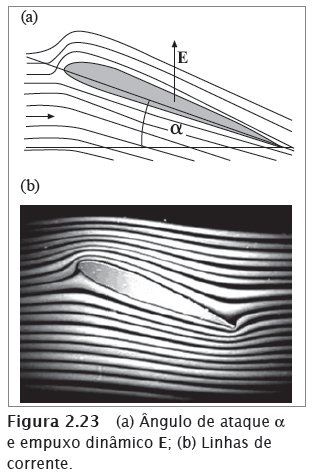 (a)
E
α
(b)
Figura 2.23 (a) Ângulo de ataque α
e empuxo dinâmico E; (b) Linhas de
corrente.